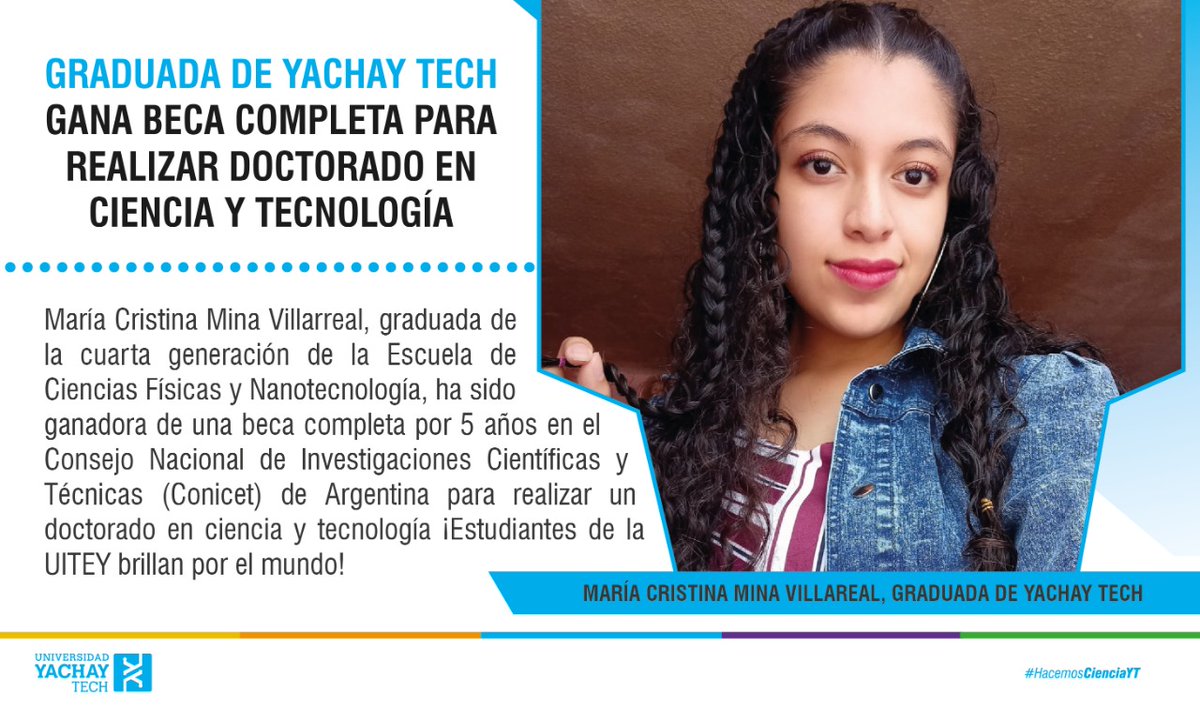 GRADUADA DE YACHAY TECH
GANA BECA COMPLETA PARA
REALIZAR DOCTORADO EN
CIENCIA Y TECNOLOGÍA
María Cristina Mina Villarreal, graduada de
la cuarta generación de la Escuela de
Ciencias Físicas y Nanotecnología, ha sido
ganadora de una beca completa por 5 años en el
Consejo Nacional de Investigaciones Científicas y
Técnicas (Conicet) de Argentina para realizar un
doctorado en ciencia y tecnología ¡Estudiantes de la
UITEY brillan por el mundo!
MARÍA CRISTINA MINA VILLAREAL, GRADUADA DE YACHAY TECH
UNIVERSIDAD
YACHAY
TECH
#HacemosCienciaYT